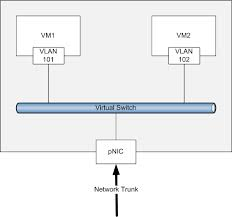 VM1
VM2
VLAN
101
VLAN
102
Virtual Switch
pNIC
Network Trunk